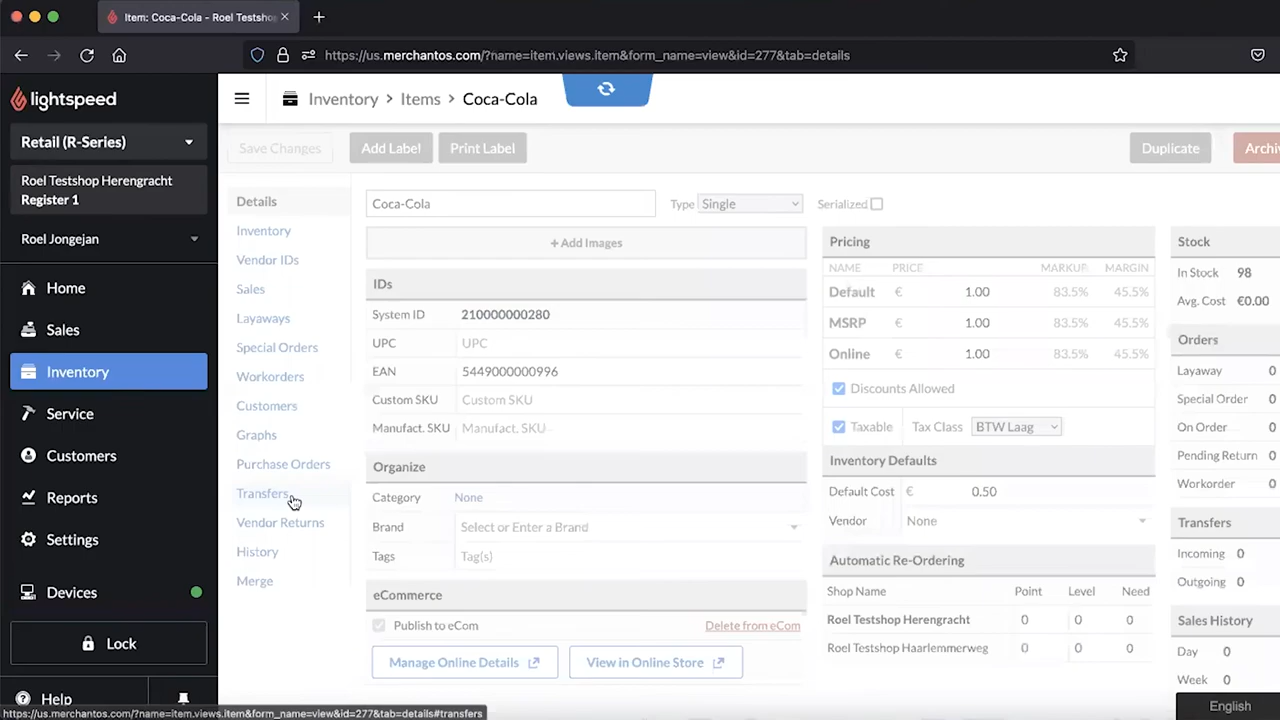 Item: Coca-Cola - Roel Testsho
https://us.merchantos.com/?name=item.views.item&form_name=view&id=277&tab=details
lightspeed
Retail (R-Series)
Roel Testshop Herengracht
Register 1
Roel Jongejan
Home
Sales
Inventory
Service
Customers
Reports
Settings
Devices
Lock
Help
Inventory > Items > Coca-Cola
Save Changes
Add Label
Print Label
Duplicate
Archi
Details
Inventory
Vendor IDs
Sales
Layaways
Special Orders
Workorders
Customers
Graphs
Purchase Orders
Transfers
Vendor Returns
History
Merge
Coca-Cola
Type Single
Serialized
+ Add Images
IDs
System ID 210000000280
UPC UPC
EAN 5449000000996
Custom SKU Custom SKU
Manufact. SKU Manufact. SKU
Organize
Category None
Brand Select or Enter a Brand
Tags Tag(s)
eCommerce
Publish to eCom Delete from eCom
Manage Online Details View in Online Store
Pricing
NAME PRICE MARKUP MARGIN
Default € 1.00 83.5% 45.5%
MSRP € 1.00 83.5% 45.5%
Online € 1.00 83.5% 45.5%
Discounts Allowed
Taxable Tax Class BTW Laag
Inventory Defaults
Default Cost € 0.50
Vendor None
Automatic Re-Ordering
Shop Name Point Level Need
Roel Testshop Herengracht 0 0 0
Roel Testshop Haarlemmerweg 0 0 0
Stock
In Stock 98
Avg. Cost €0.00
Orders
Layaway 0
Special Order 0
On Order 0
Pending Return 0
Workorder 0
Transfers
Incoming 0
Outgoing 0
Sales History
Day 0
Week 0
English
https://us.merchantos.com/?name=item.views.item&form_name=view&id=277&tab=details#transfers